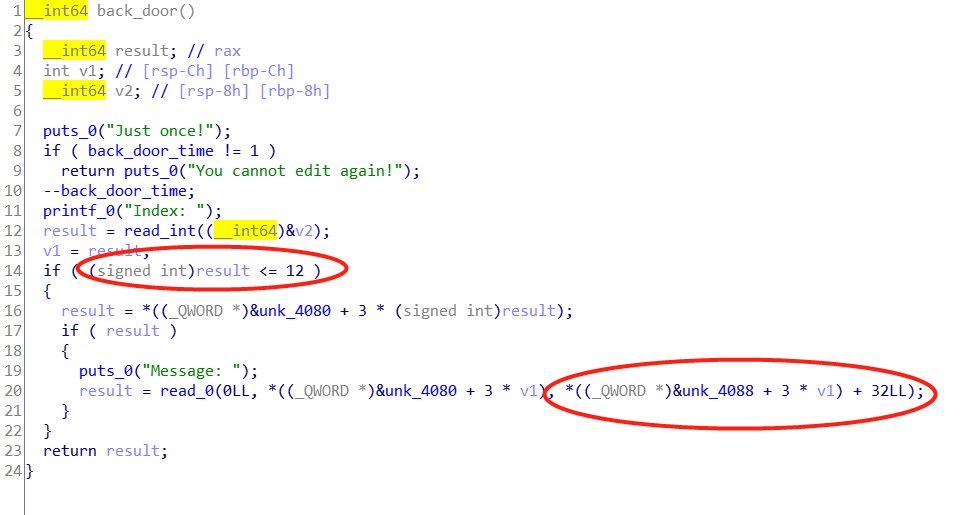 1 __int64 back_door()
2 {
3   __int64 result; // rax
4   int v1; // [rsp-Ch] [rbp-Ch]
5   __int64 v2; // [rsp-8h] [rbp-8h]
6
7   puts_0("Just once!");
8   if ( back_door_time != 1 )
9     return puts_0("You cannot edit again!");
10   --back_door_time;
11   printf_0("Index: ");
12   result = read_int((__int64)&v2);
13   v1 = result;
14   if ( (signed int)result <= 12 )
15   {
16     result = *((_QWORD *)&unk_4080 + 3 * (signed int)result);
17     if ( result )
18     {
19       puts_0("Message: ");
20       result = read_0(0LL, *((_QWORD *)&unk_4080 + 3 * v1), *((_QWORD *)&unk_4088 + 3 * v1) + 32LL);
21     }
22   }
23   return result;
24 }